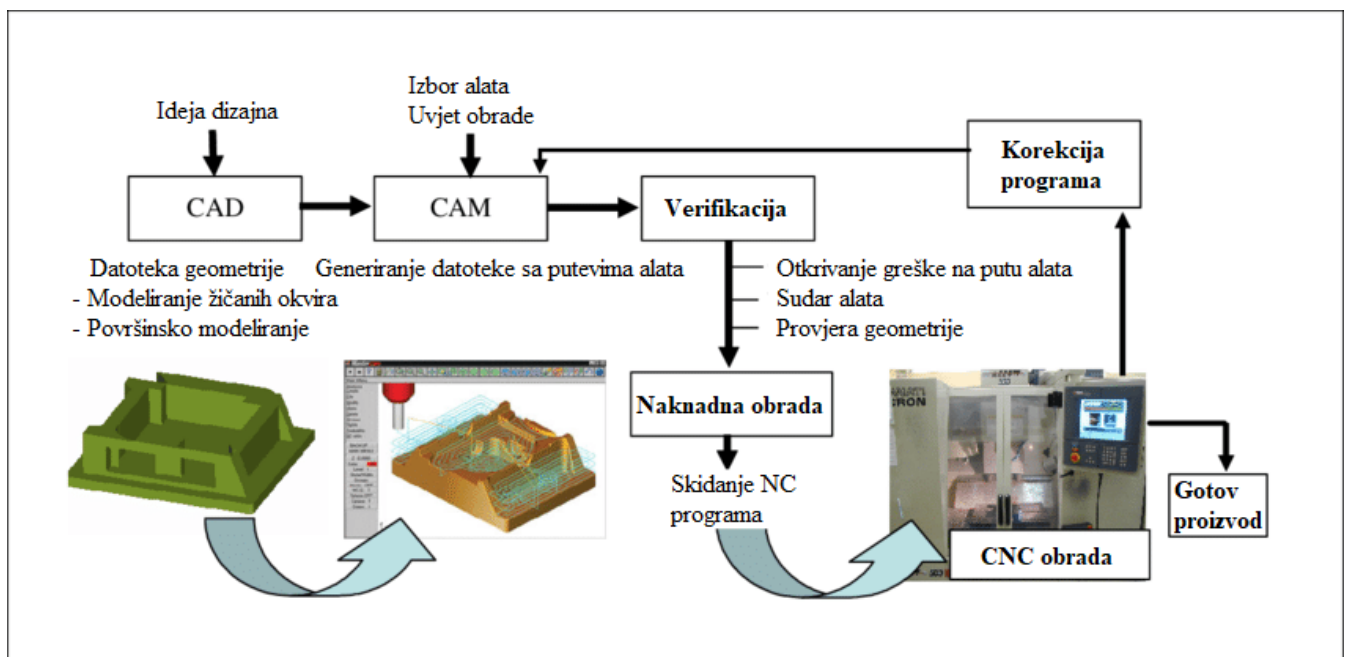 Ideja dizajna
Izbor alata
Uvjet obrade
CAD
CAM
Verifikacija
Korekcija
programa
Datoteka geometrije
- Modeliranje žičanih okvira
- Površinsko modeliranje
Generiranje datoteke sa putevima alata
Otkrivanje greške na putu alata
Sudar alata
Provjera geometrije
Naknadna obrada
Skidanje NC
programa
CNC obrada
Gotov
proizvod